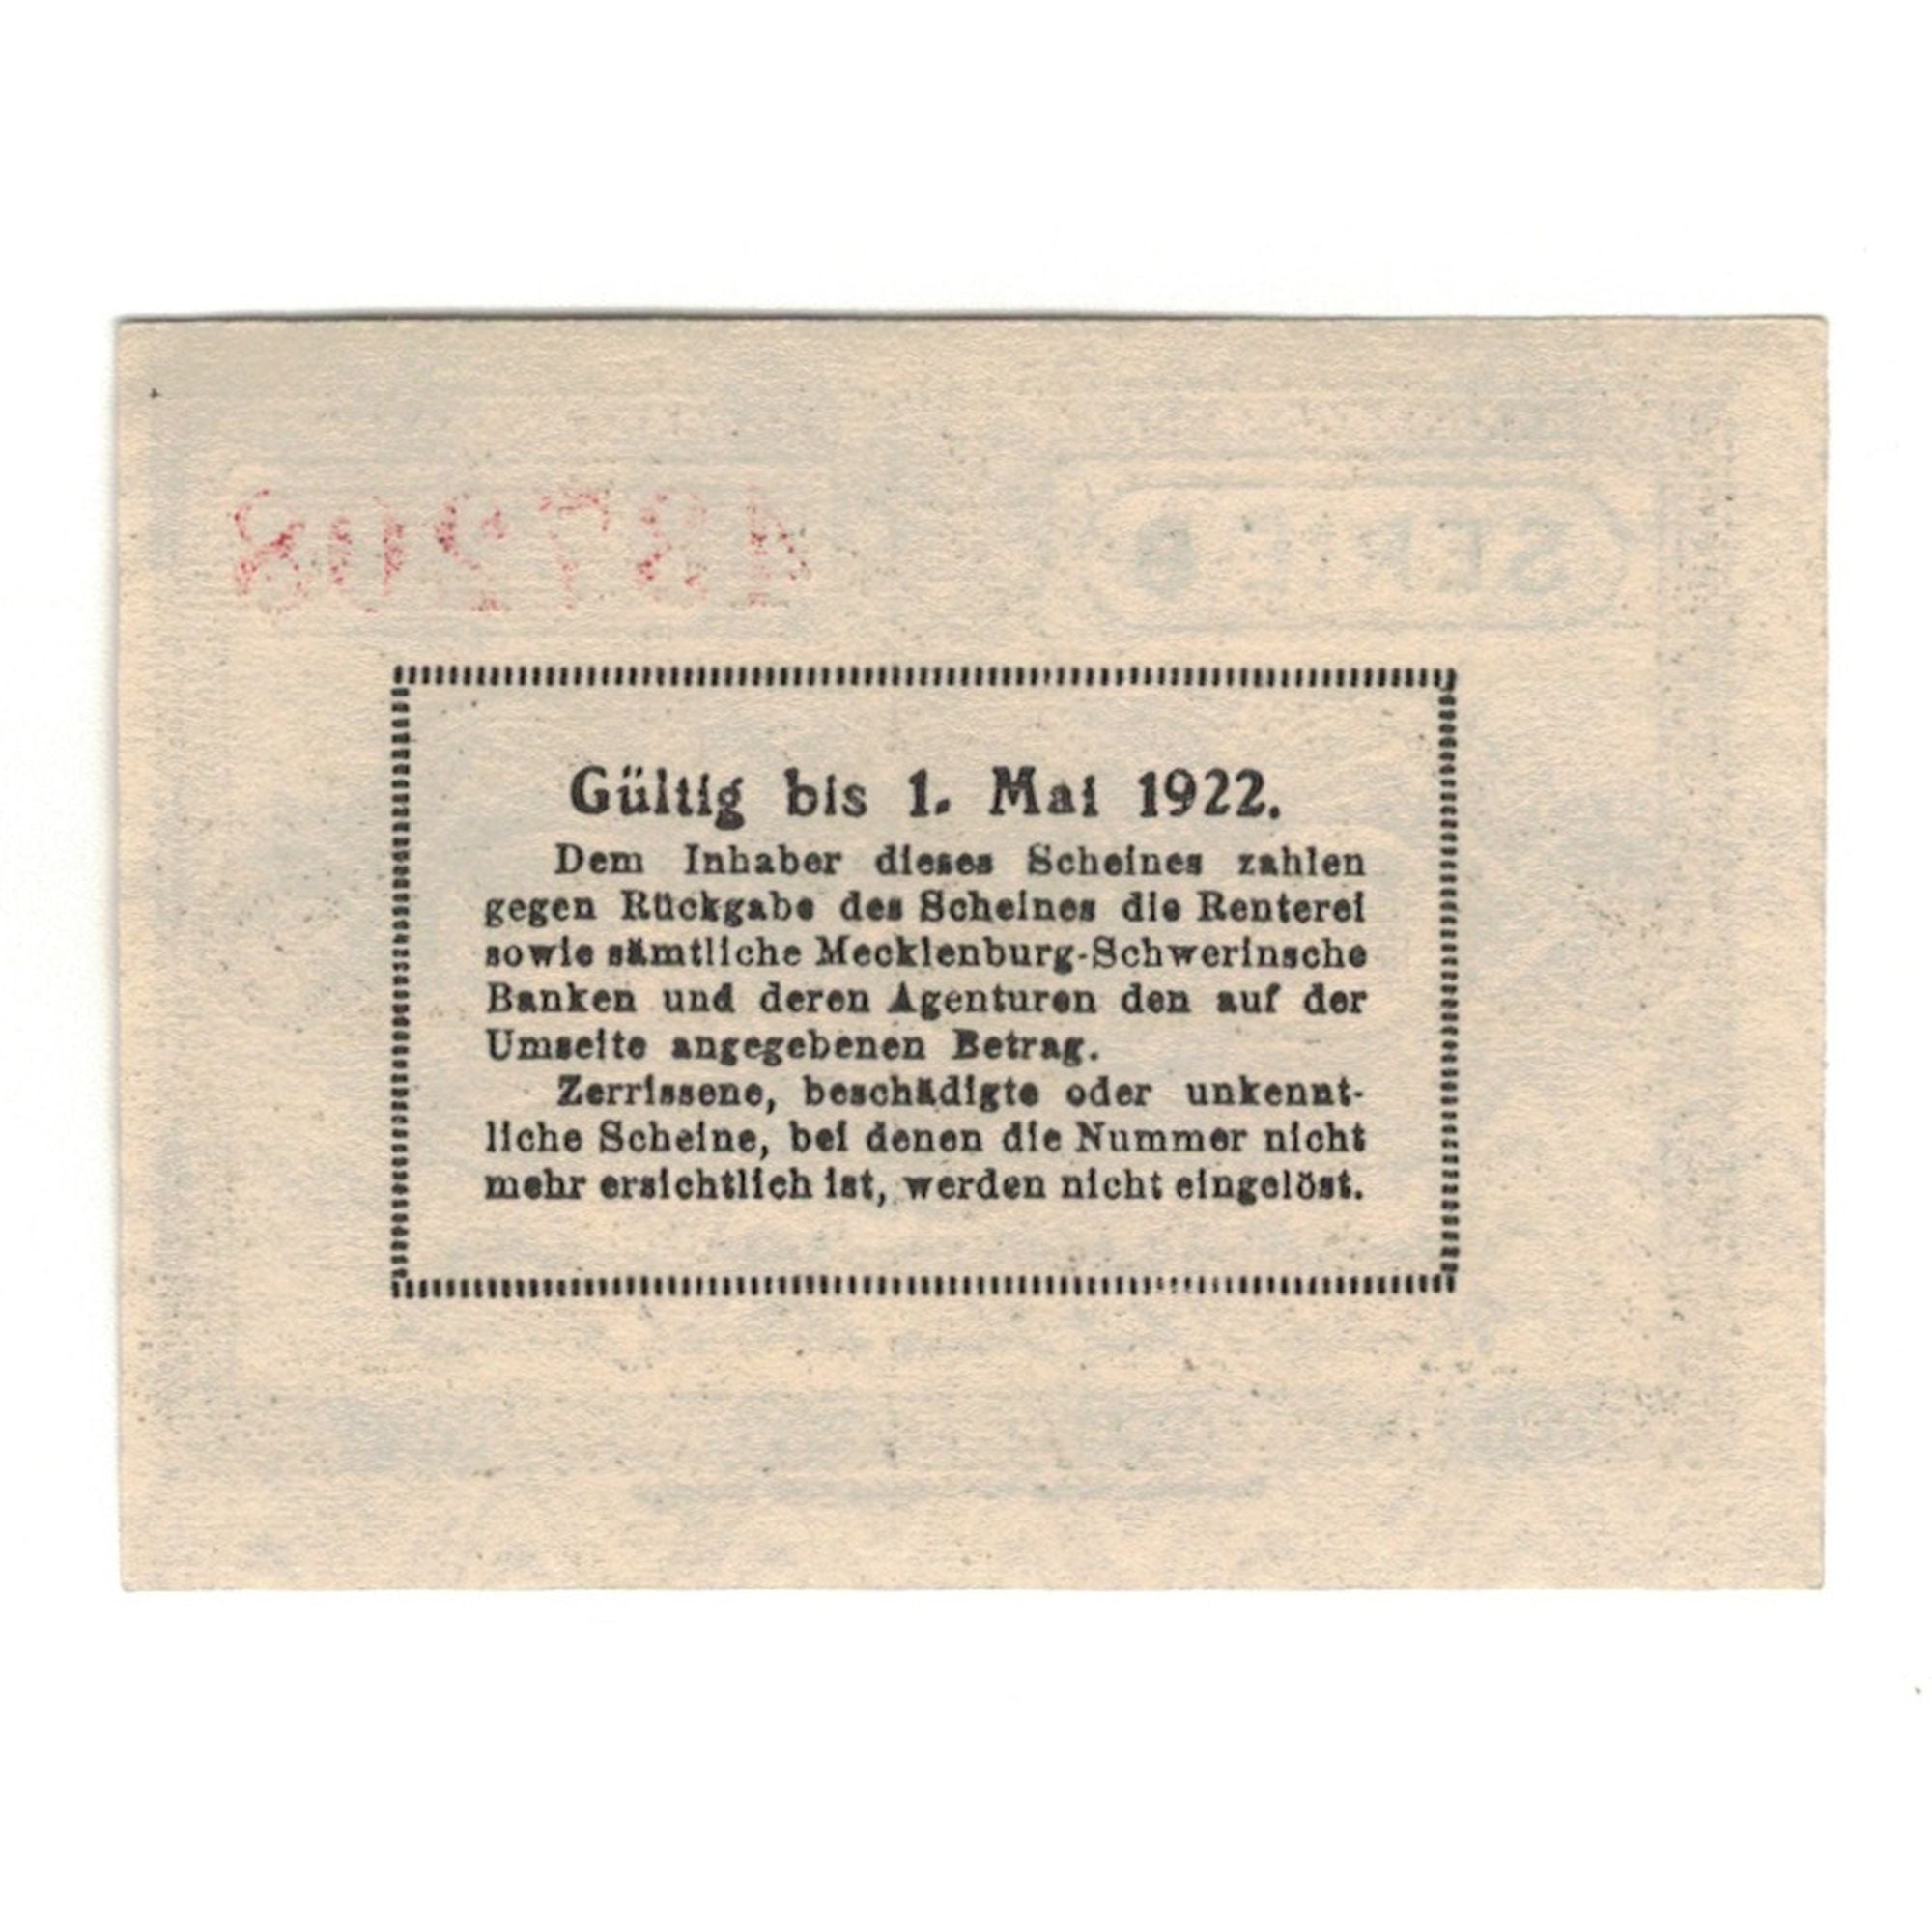 437208
SERIE
Gültig bis 1. Mai 1922.
Dem Inhaber dieses Scheines zahlen
gegen Rückgabe des Scheines die Renterei
sowie sämtliche Mecklenburg-Schwerinsche
Banken und deren Agenturen den auf der
Umseite angegebenen Betrag.
Zerrissene, beschädigte oder unkennt-
liche Scheine, bei denen die Nummer nicht
mehr ersichtlich ist, werden nicht eingelöst.